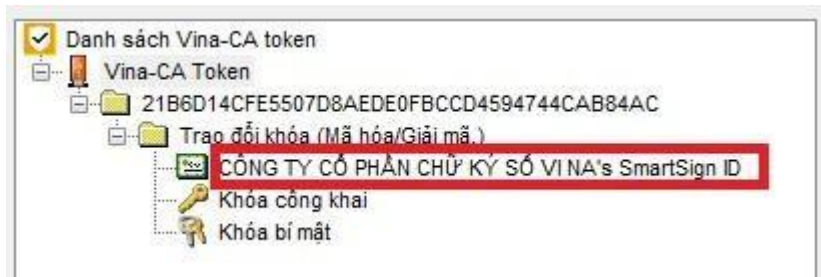 Danh sách Vina-CA token
Vina-CA Token
21B6D14CFE5507D8AEDE0FBCCD4594744CAB84AC
Trao đổi khóa (Mã hóa/Giải mã,)
CÔNG TY CỔ PHẦN CHỮ KÝ SỐ VI NA's SmartSign ID
Khóa công khai
Khóa bí mật